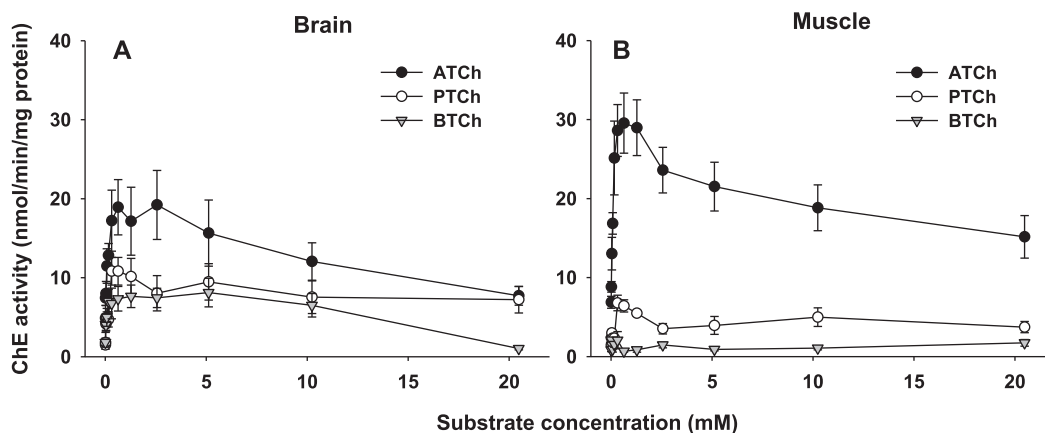 Brain
Muscle
ChE activity (nmol/min/mg protein)
A
ATCh
PTCh
BTCh
40
30
20
10
0
0
5
10
15
20
B
ATCh
PTCh
BTCh
40
30
20
10
0
0
5
10
15
20
Substrate concentration (mM)